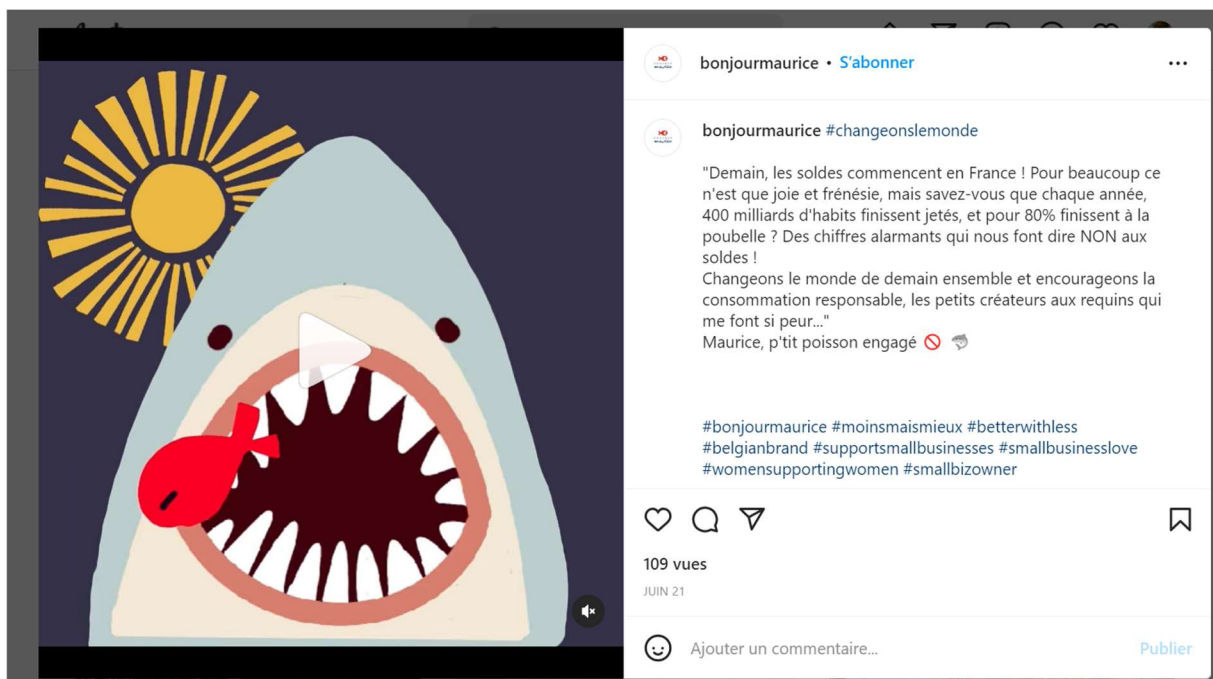 bonjourmaurice • S'abonner
bonjourmaurice #changeonslemonde
"Demain, les soldes commencent en France ! Pour beaucoup ce
n'est que joie et frénésie, mais savez-vous que chaque année,
400 milliards d'habits finissent jetés, et pour 80% finissent à la
poubelle ? Des chiffres alarmants qui nous font dire NON aux
soldes !
Changeons le monde de demain ensemble et encourageons la
consommation responsable, les petits créateurs aux requins qui
me font si peur..."
Maurice, p'tit poisson engagé 🚫 🦈
#bonjourmaurice #moinsmaismieux #betterwithless
#belgianbrand #supportsmallbusinesses #smallbusinesslove
#womensupportingwomen #smallbizowner
109 vues
JUIN 21
Ajouter un commentaire... Publier